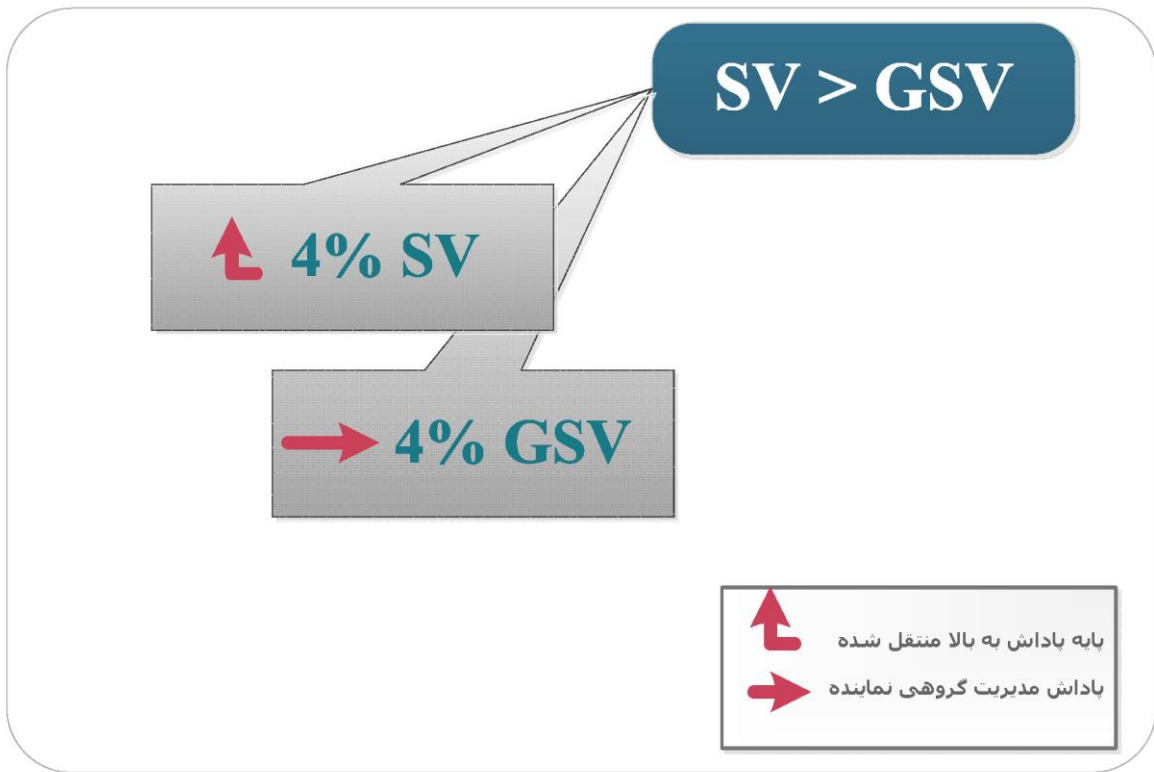 SV > GSV
4% SV
4% GSV
پایه پاداش به بالا منتقل شده
پاداش مدیریت گروهی نماینده